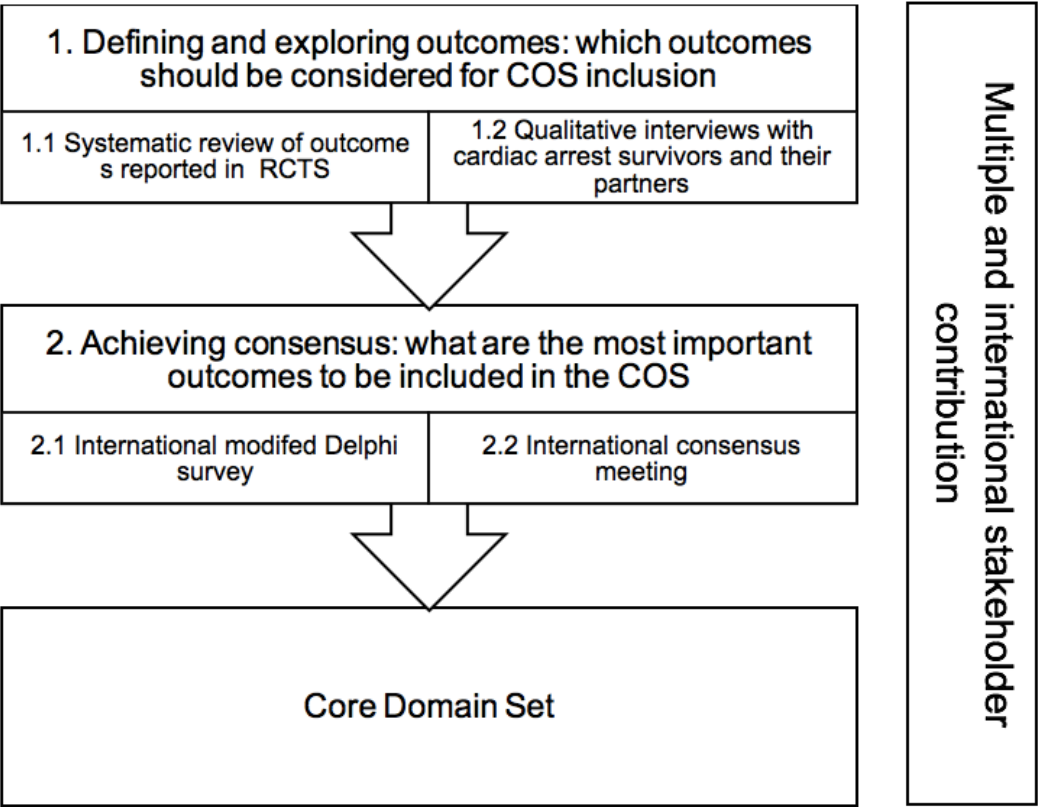 1. Defining and exploring outcomes: which outcomes
should be considered for COS inclusion
1.1 Systematic review of outcome
s reported in RCTS
1.2 Qualitative interviews with
cardiac arrest survivors and their
partners
2. Achieving consensus: what are the most important
outcomes to be included in the COS
2.1 International modifed Delphi
survey
2.2 International consensus
meeting
Core Domain Set
Multiple and international stakeholder
contribution